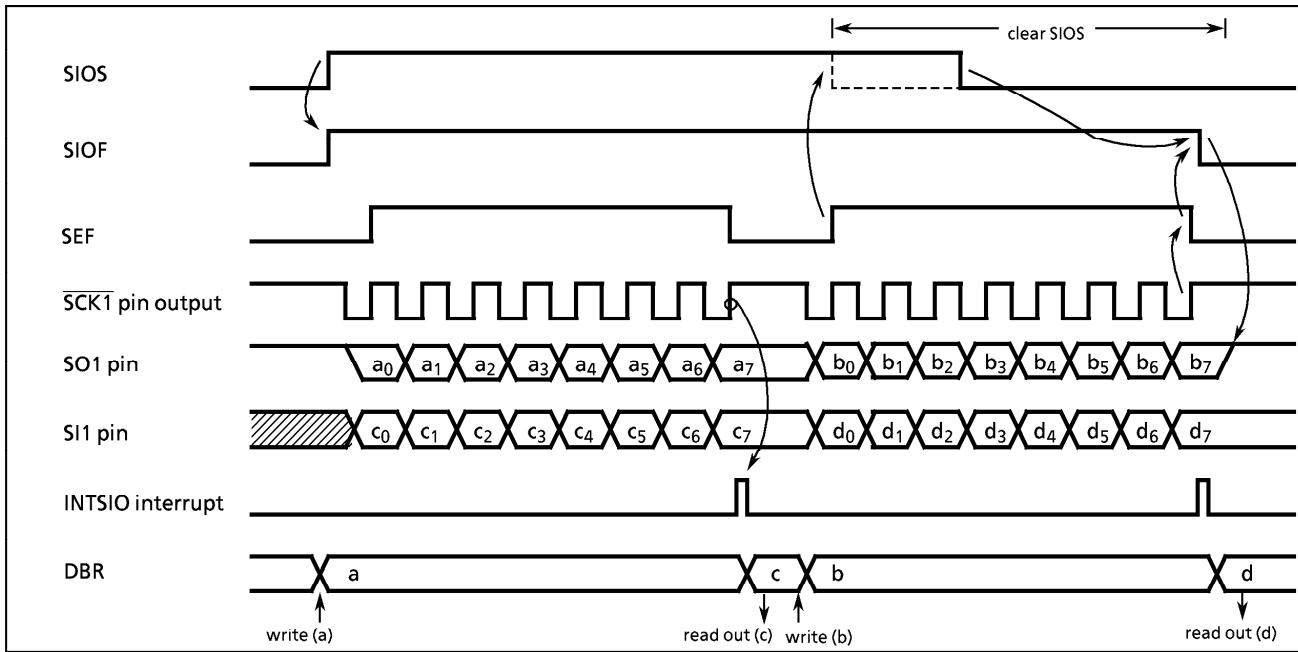 clear SIOS
SIOS
SIOF
SEF
SCK1 pin output
SO1 pin a0 a1 a2 a3 a4 a5 a6 a7 b0 b1 b2 b3 b4 b5 b6 b7
SI1 pin c0 c1 c2 c3 c4 c5 c6 c7 d0 d1 d2 d3 d4 d5 d6 d7
INTSIO interrupt
DBR a c b d
write (a) read out (c) write (b) read out (d)